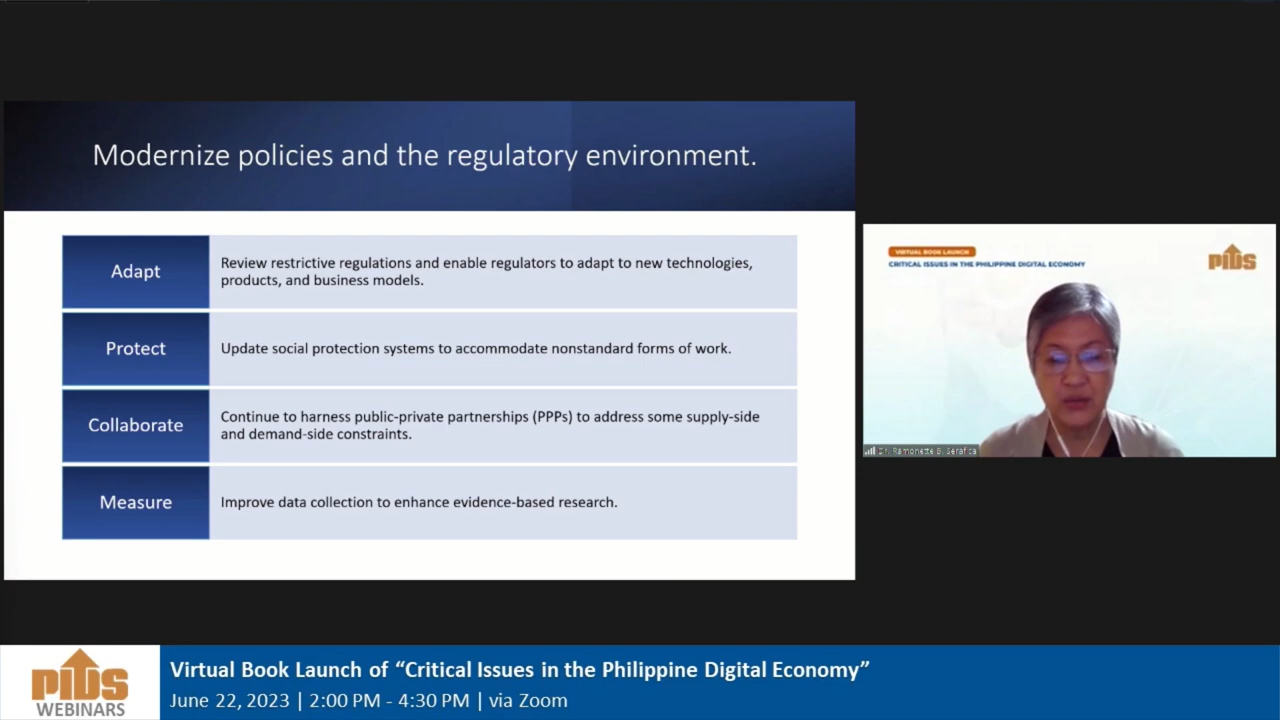 Modernize policies and the regulatory environment.
Adapt
Review restrictive regulations and enable regulators to adapt to new technologies,
products, and business models.
Protect
Update social protection systems to accommodate nonstandard forms of work.
Collaborate
Continue to harness public-private partnerships (PPPs) to address some supply-side
and demand-side constraints.
Measure
Improve data collection to enhance evidence-based research.
VIRTUAL BOOK LAUNCH
CRITICAL ISSUES IN THE PHILIPPINE DIGITAL ECONOMY
PIDS
Dr. Ramonette B. Serafica
PIDS
WEBINARS
Virtual Book Launch of “Critical Issues in the Philippine Digital Economy”
June 22, 2023 | 2:00 PM - 4:30 PM | via Zoom